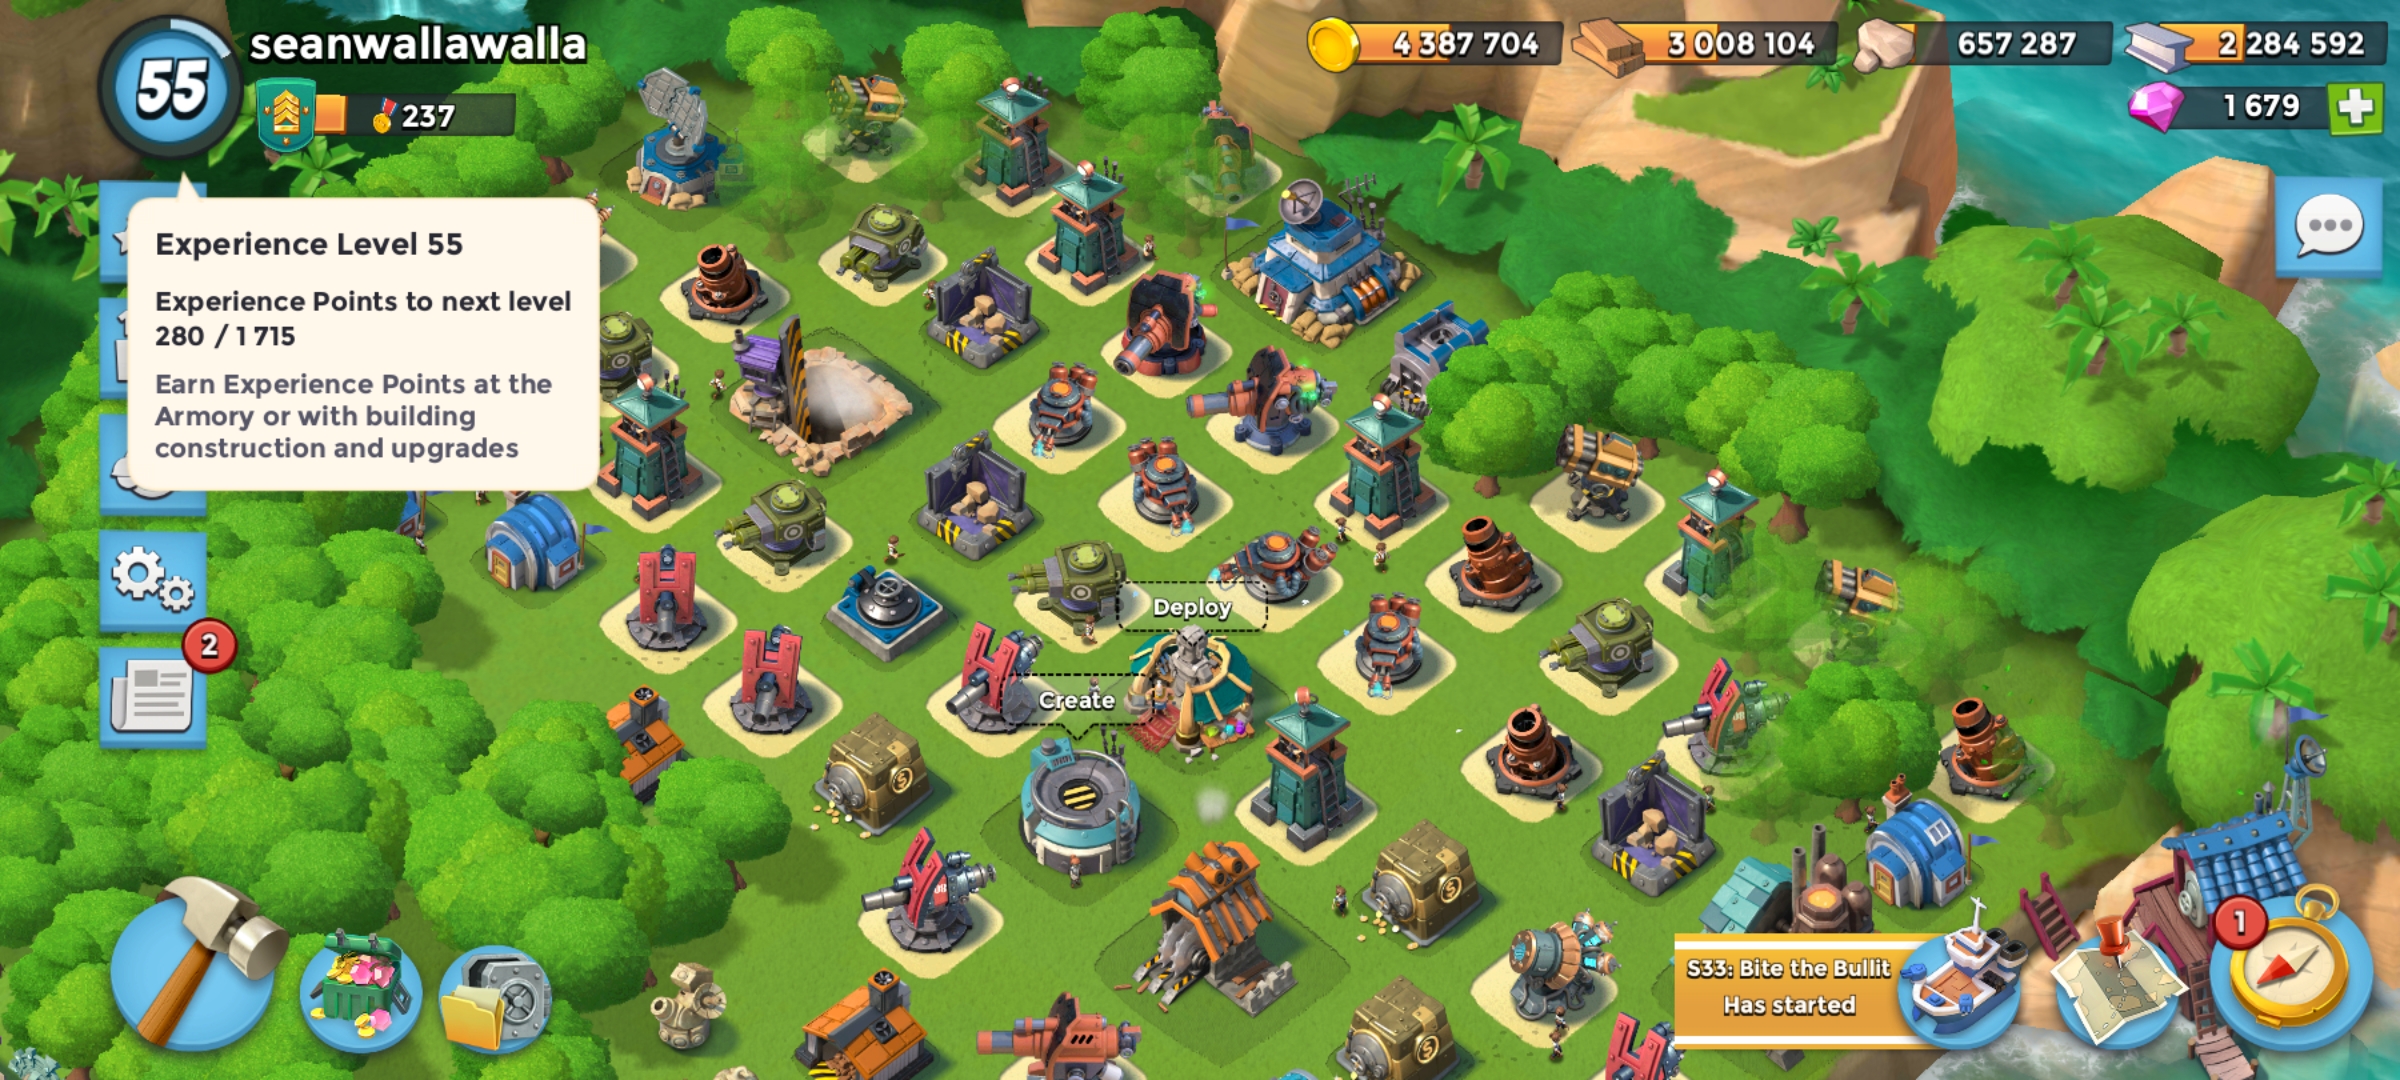 55
seanwallawalla
237
4 387 704
3 008 104
657 287
2 284 592
1 679
Experience Level 55
Experience Points to next level
280 / 1 715
Earn Experience Points at the
Armory or with building
construction and upgrades
2
Deploy
Create
S33: Bite the Bullit
Has started
1